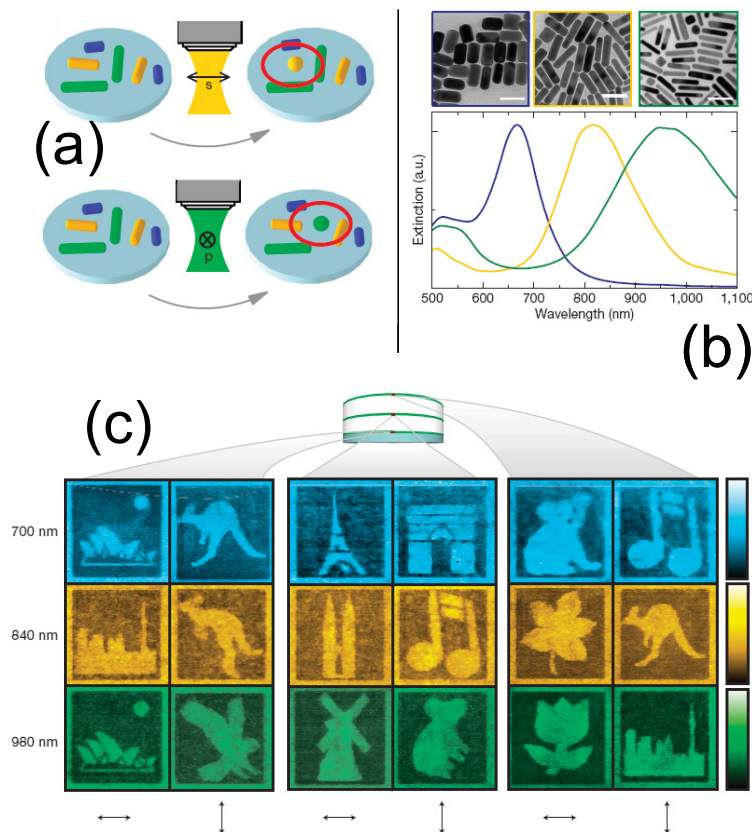 (a)
s
p
(b)
Extinction (a.u.)
500 600 700 800 900 1,000 1,100
Wavelength (nm)
(c)
700 nm
840 nm
980 nm